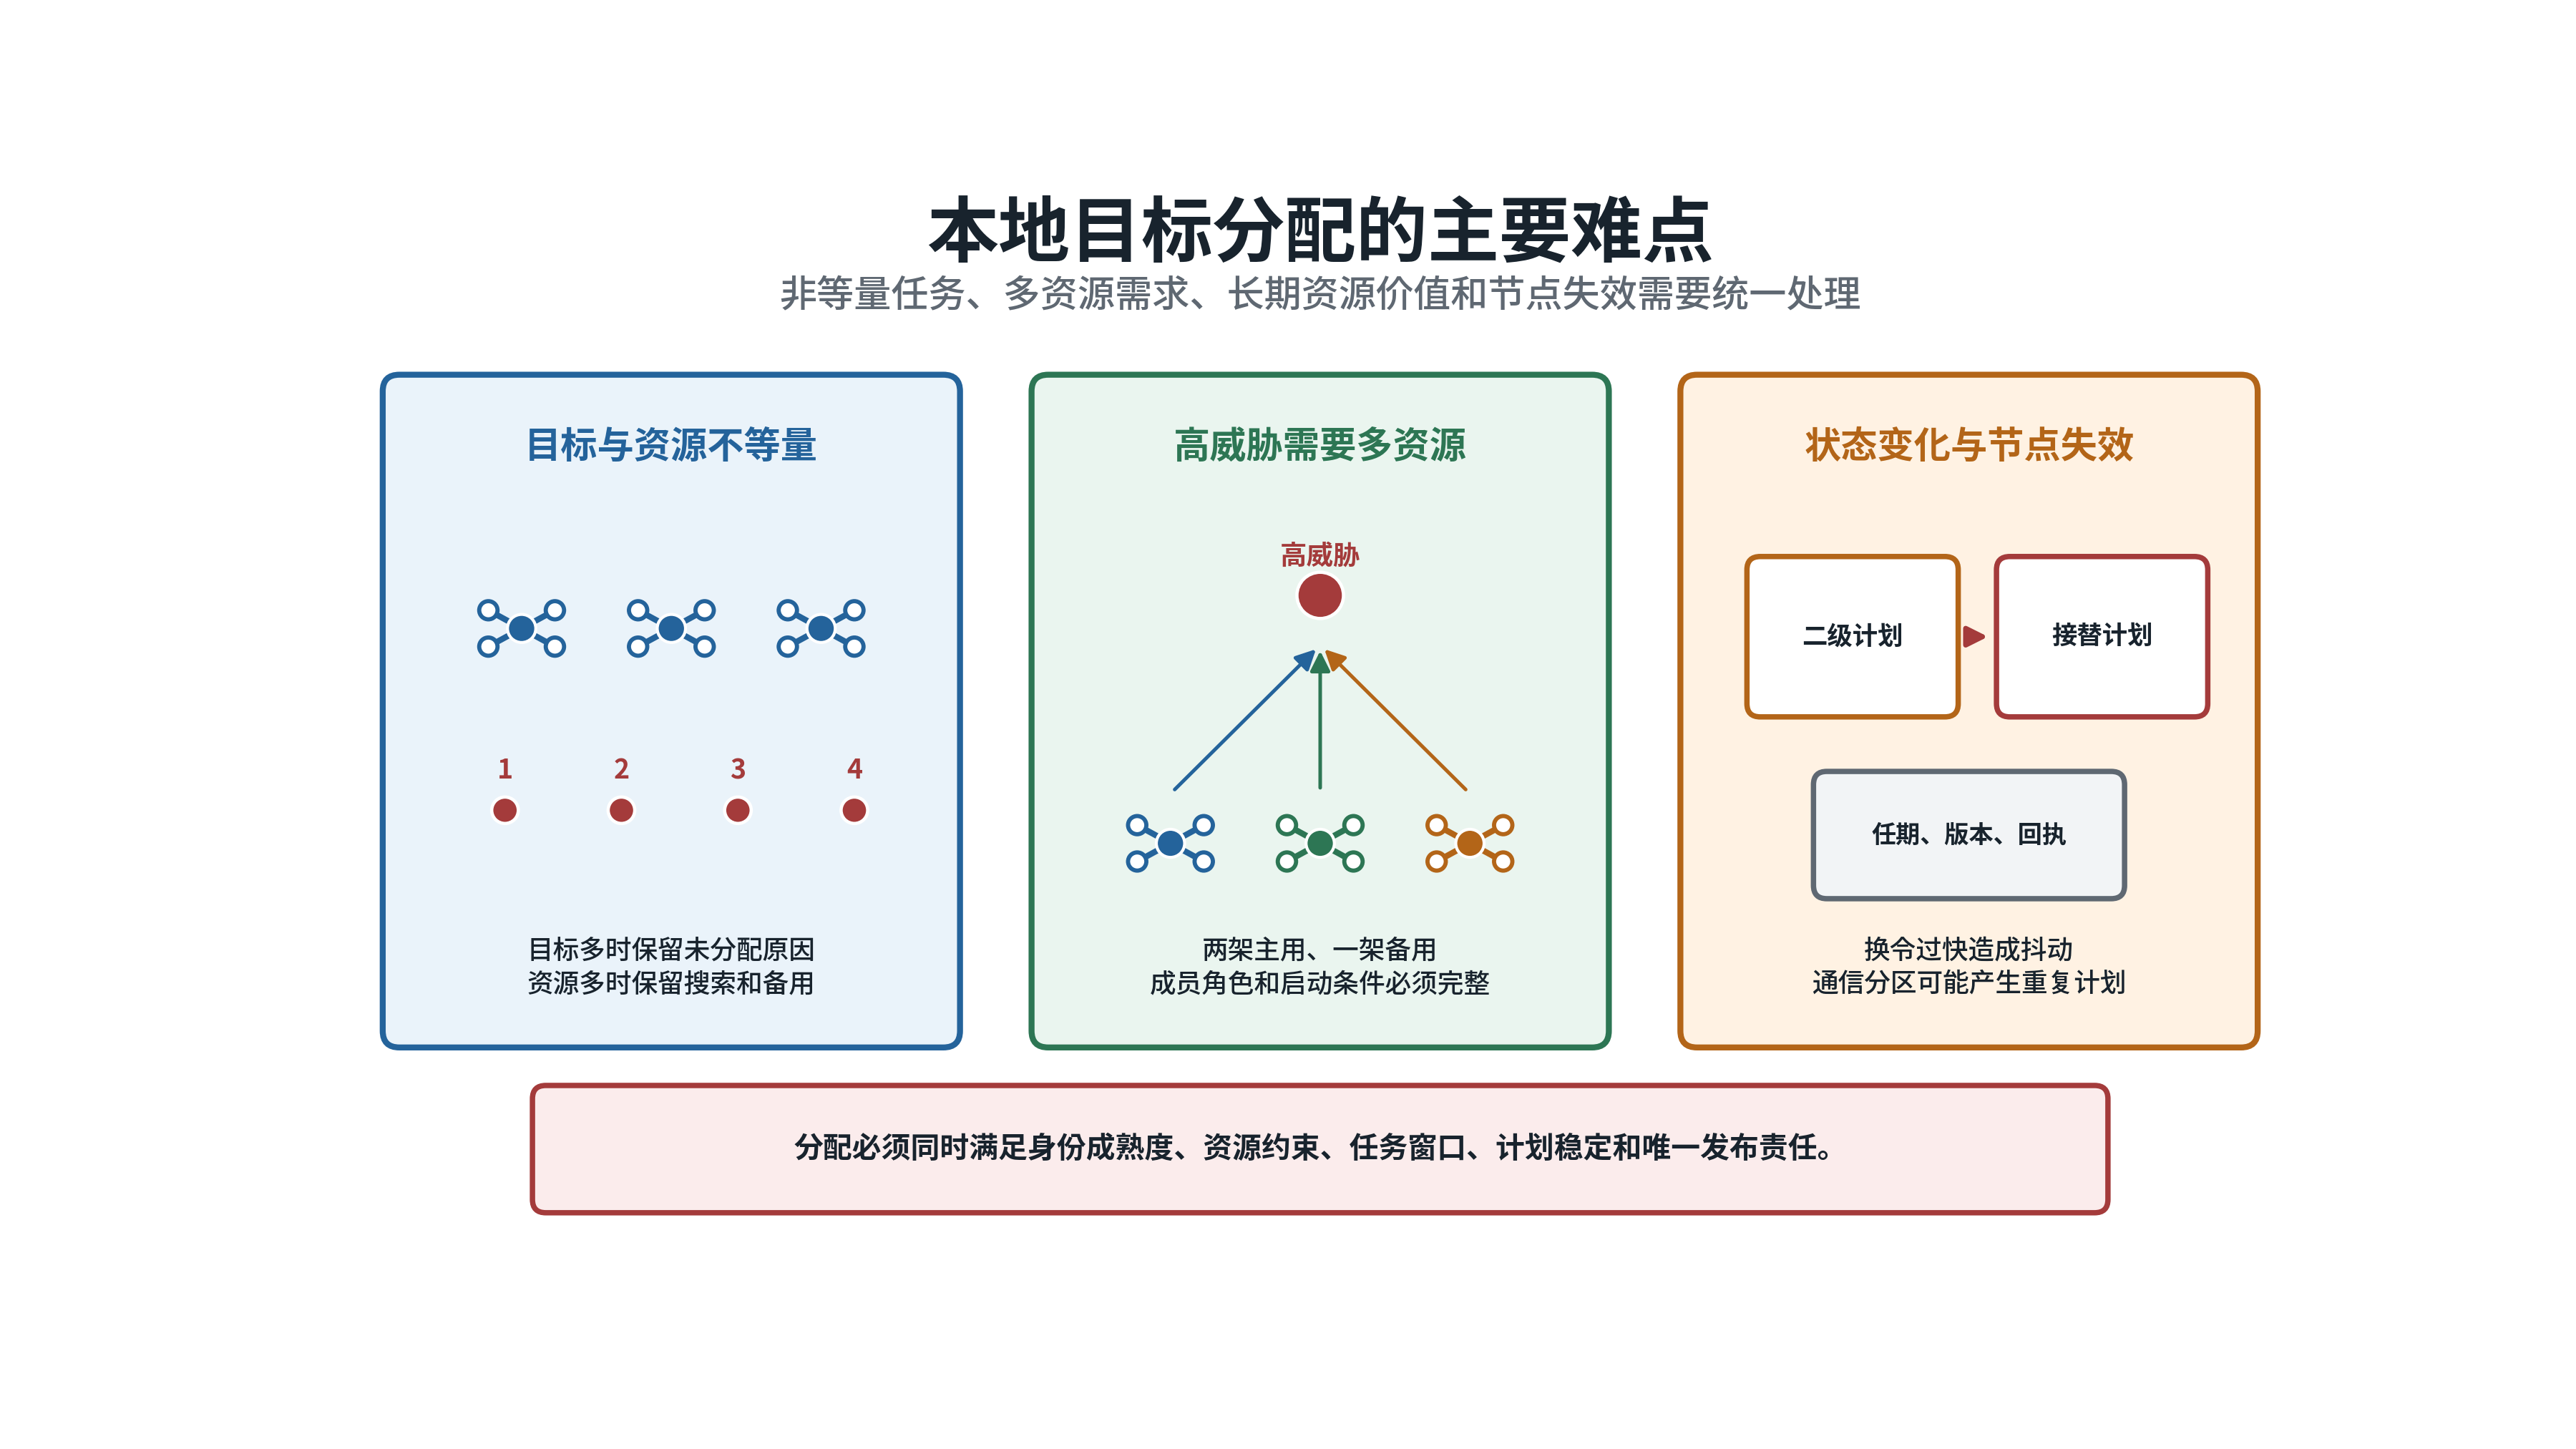 本地目标分配的主要难点
非等量任务、多资源需求、长期资源价值和节点失效需要统一处理
目标与资源不等量
1 2 3 4
目标多时保留未分配原因
资源多时保留搜索和备用
高威胁需要多资源
高威胁
两架主用、一架备用
成员角色和启动条件必须完整
状态变化与节点失效
二级计划
接替计划
任期、版本、回执
换令过快造成抖动
通信分区可能产生重复计划
分配必须同时满足身份成熟度、资源约束、任务窗口、计划稳定和唯一发布责任。